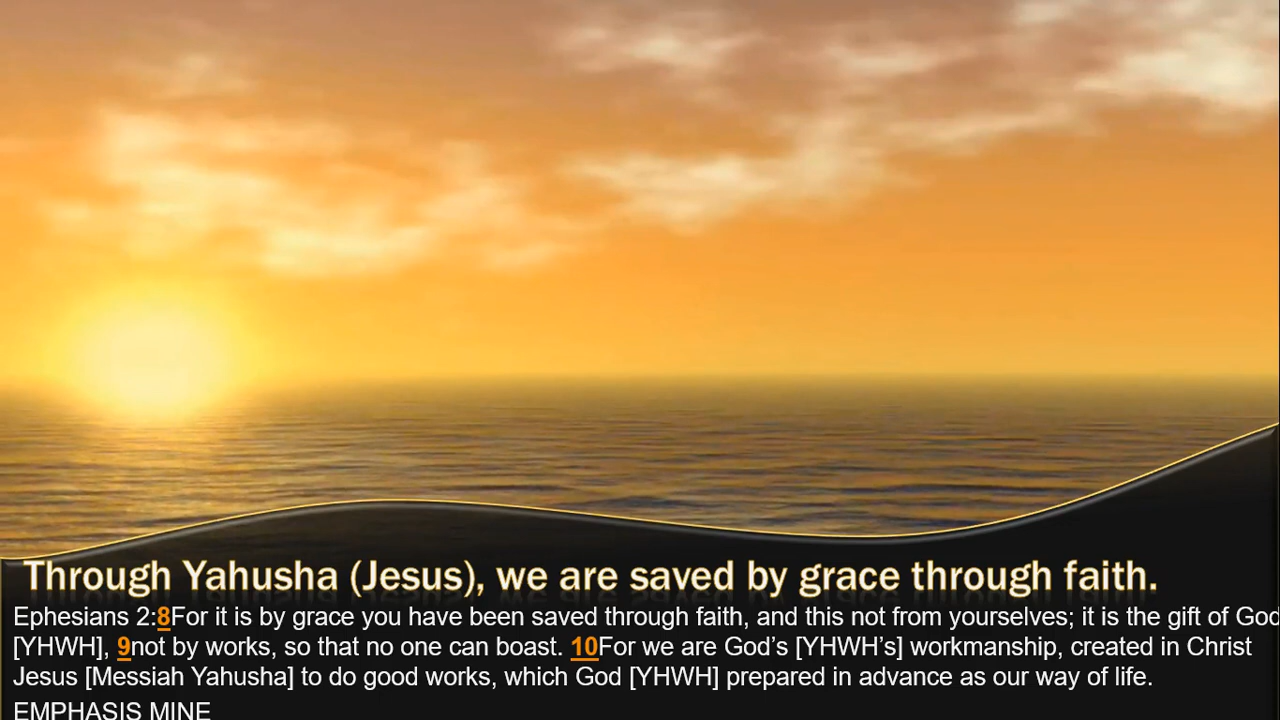 Through Yahusha (Jesus), we are saved by grace through faith.
Ephesians 2:8For it is by grace you have been saved through faith, and this not from yourselves; it is the gift of God
[YHWH], 9not by works, so that no one can boast. 10For we are God’s [YHWH’s] workmanship, created in Christ
Jesus [Messiah Yahusha] to do good works, which God [YHWH] prepared in advance as our way of life.
EMPHASIS MINE